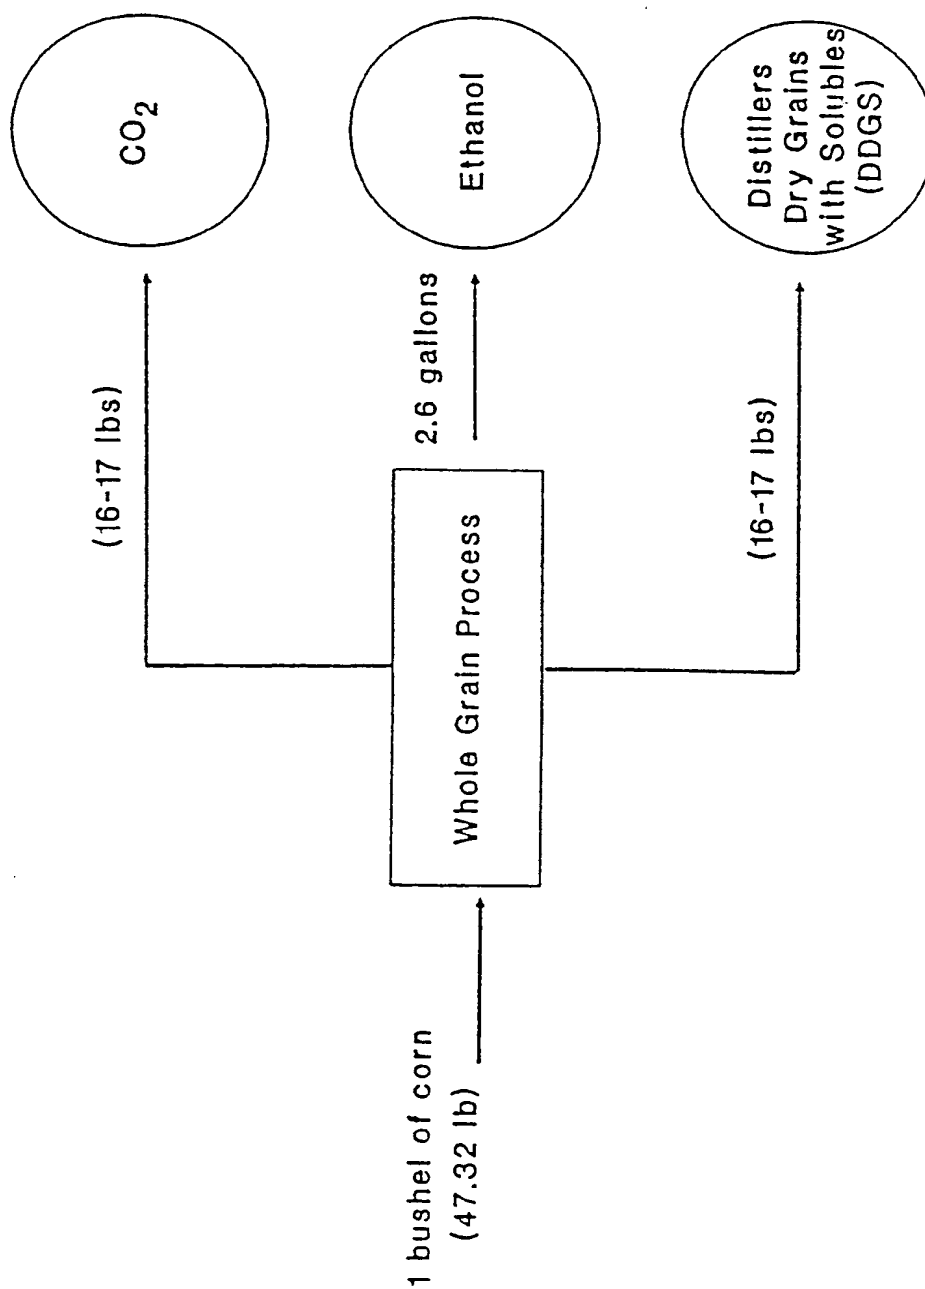 1 bushel of corn
(47.32 lb)
Whole Grain Process
(16-17 lbs)
CO2
2.6 gallons
Ethanol
(16-17 lbs)
Distillers
Dry Grains
with Solubles
(DDGS)